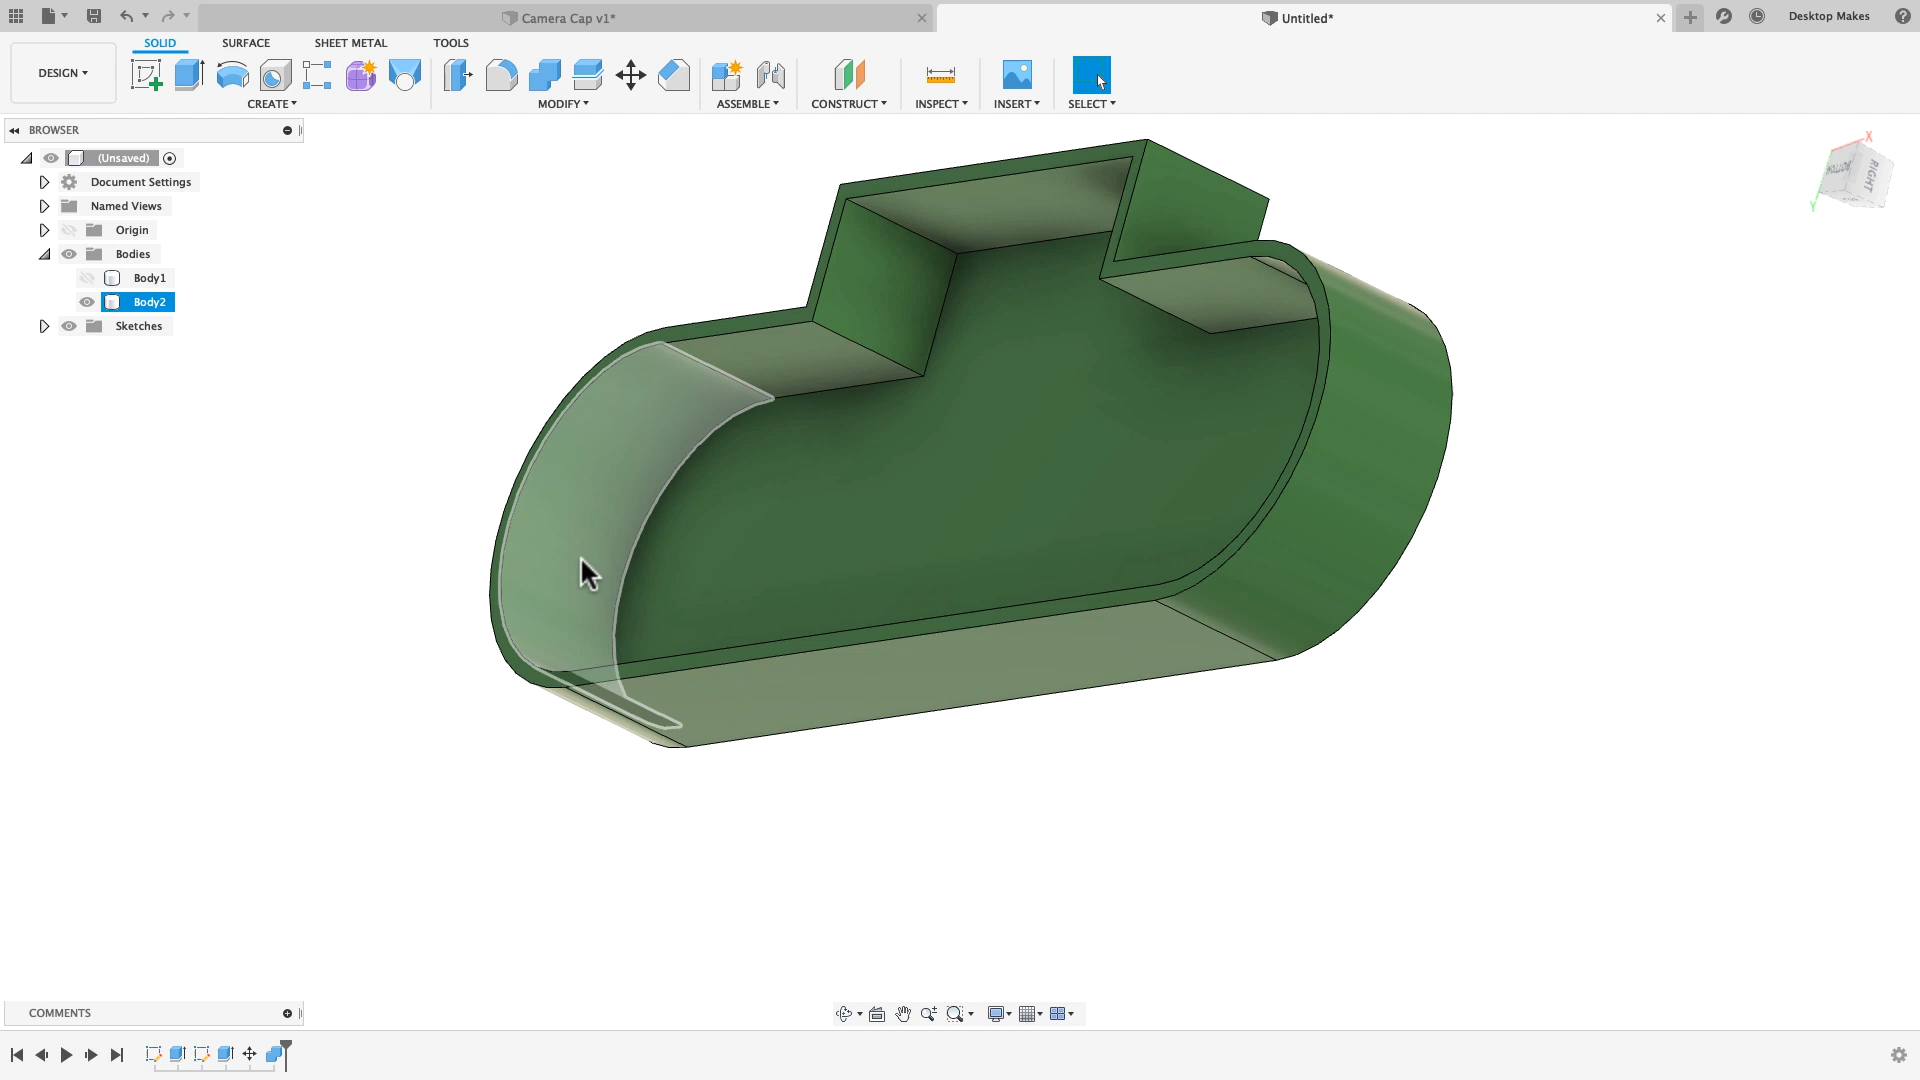 Camera Cap v1*
Untitled*
Desktop Makes
DESIGN
SOLID
SURFACE
SHEET METAL
TOOLS
CREATE
MODIFY
ASSEMBLE
CONSTRUCT
INSPECT
INSERT
SELECT
BROWSER
(Unsaved)
Document Settings
Named Views
Origin
Bodies
Body1
Body2
Sketches
X
RIGHT
Y
COMMENTS